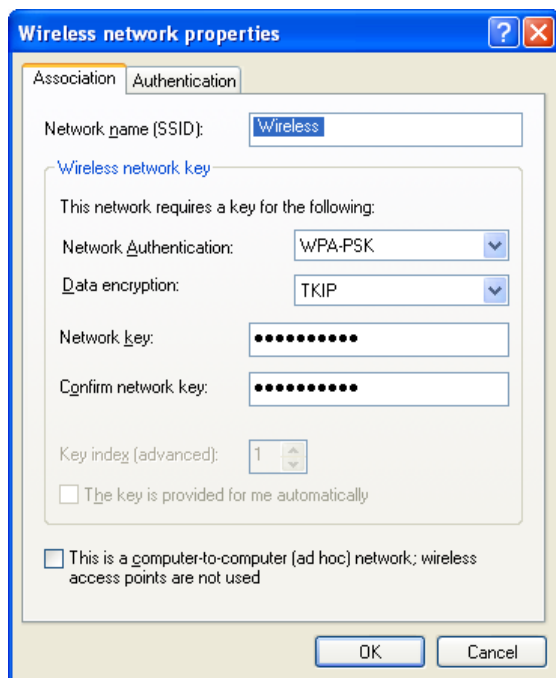 Wireless network properties
Association Authentication
Network name (SSID): Wireless
Wireless network key
This network requires a key for the following:
Network Authentication: WPA-PSK
Data encryption: TKIP
Network key: ●●●●●●●●●●
Confirm network key: ●●●●●●●●●●
Key index (advanced): 1
The key is provided for me automatically
This is a computer-to-computer (ad hoc) network; wireless
access points are not used
OK Cancel